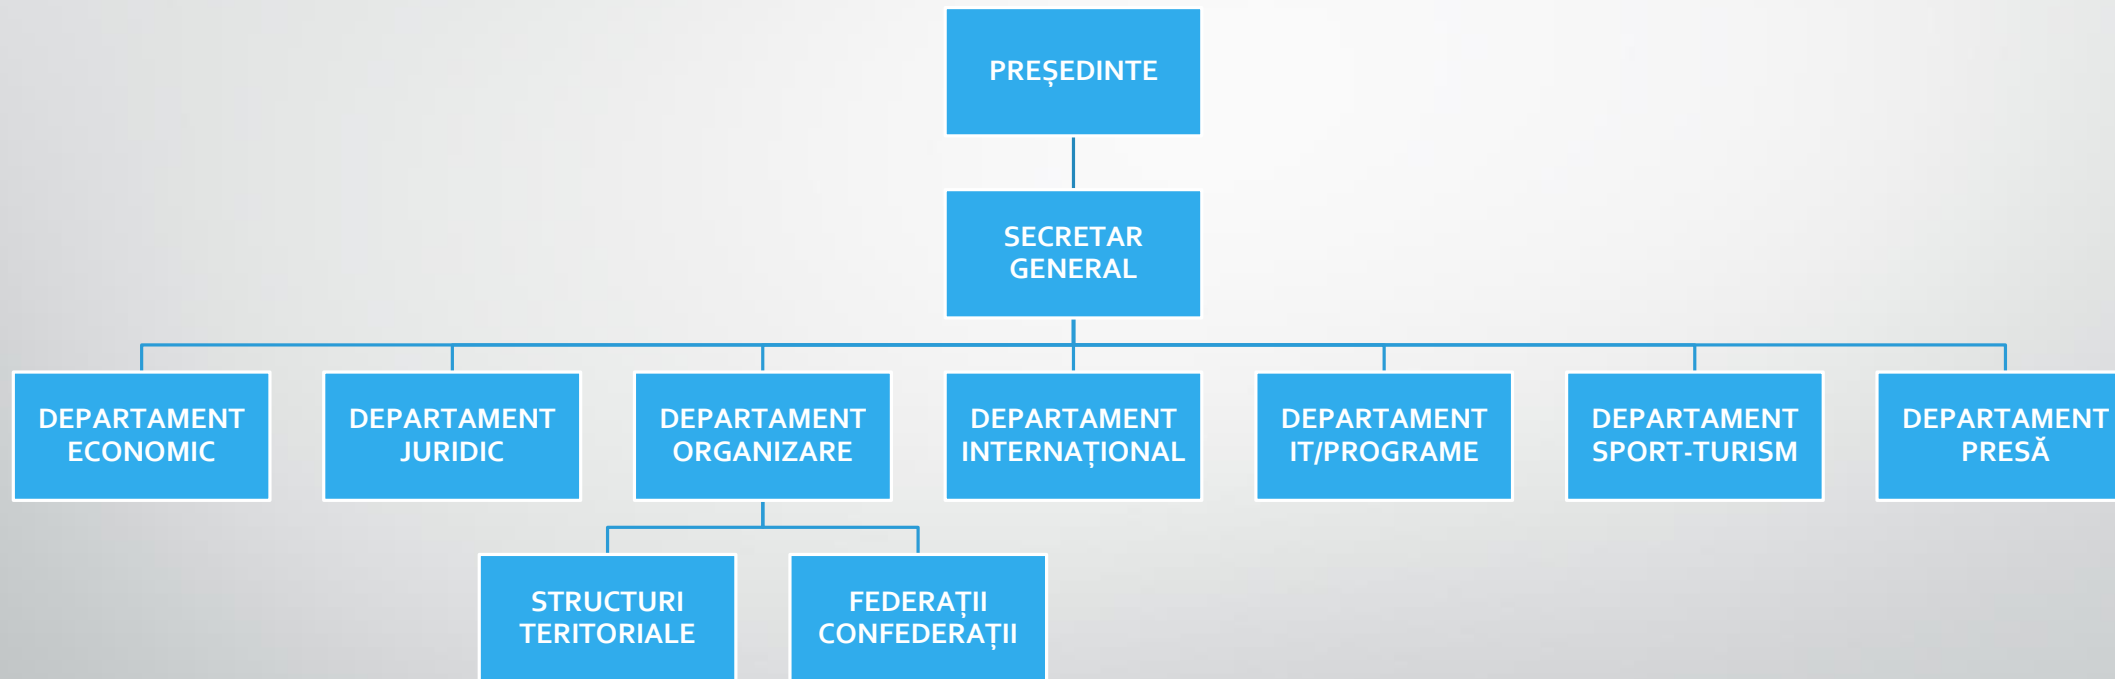 PREȘEDINTE
SECRETAR
GENERAL
DEPARTAMENT
ECONOMIC
DEPARTAMENT
JURIDIC
DEPARTAMENT
ORGANIZARE
DEPARTAMENT
INTERNAȚIONAL
DEPARTAMENT
IT/PROGRAME
DEPARTAMENT
SPORT-TURISM
DEPARTAMENT
PRESĂ
STRUCTURI
TERITORIALE
FEDERAȚII
CONFEDERAȚII